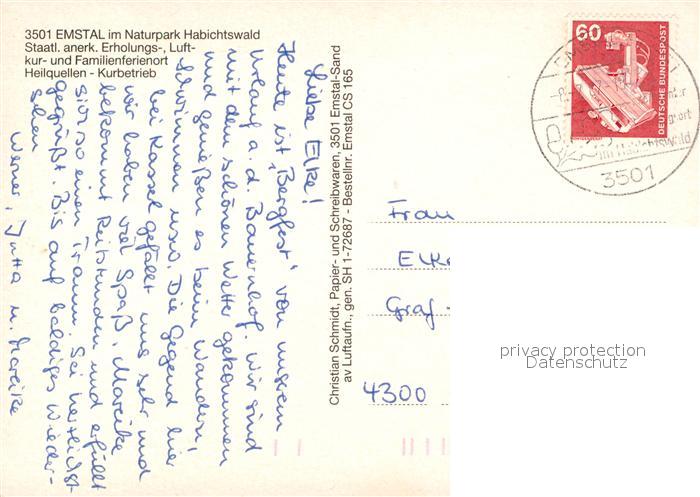 3501 EMSTAL im Naturpark Habichtswald
Staatl. anerk. Erholungs-, Luft-
kur- und Familienferienort
Heilquellen - Kurbetrieb
Liebe Elke!
Heute ist „Bergfest" von unserem
Urlaub a. d. Bauernhof. Wir sind
mit dem schönen Wetter gekommen
und genießen es beim Wandern,
Schwimmen usw. Die Gegend hier
bei Kassel gefällt uns sehr und
wir haben viel Spaß. Mareike
bekommt Reitstunden und erfüllt
sich so einen Traum. Sei herzlichst
gegrüßt. Bis auf baldiges Wieder-
sehen
Werner, Jutta u. Mareike
Christian Schmidt, Papier- und Schreibwaren, 3501 Emstal-Sand
av Luftaufn., gen. SH 1-72687 - Bestellnr. Emstal CS 165
60
DEUTSCHE BUNDESPOST
im Habichtswald
3501
Frau
Elke
Graf-
4300
privacy protection
Datenschutz